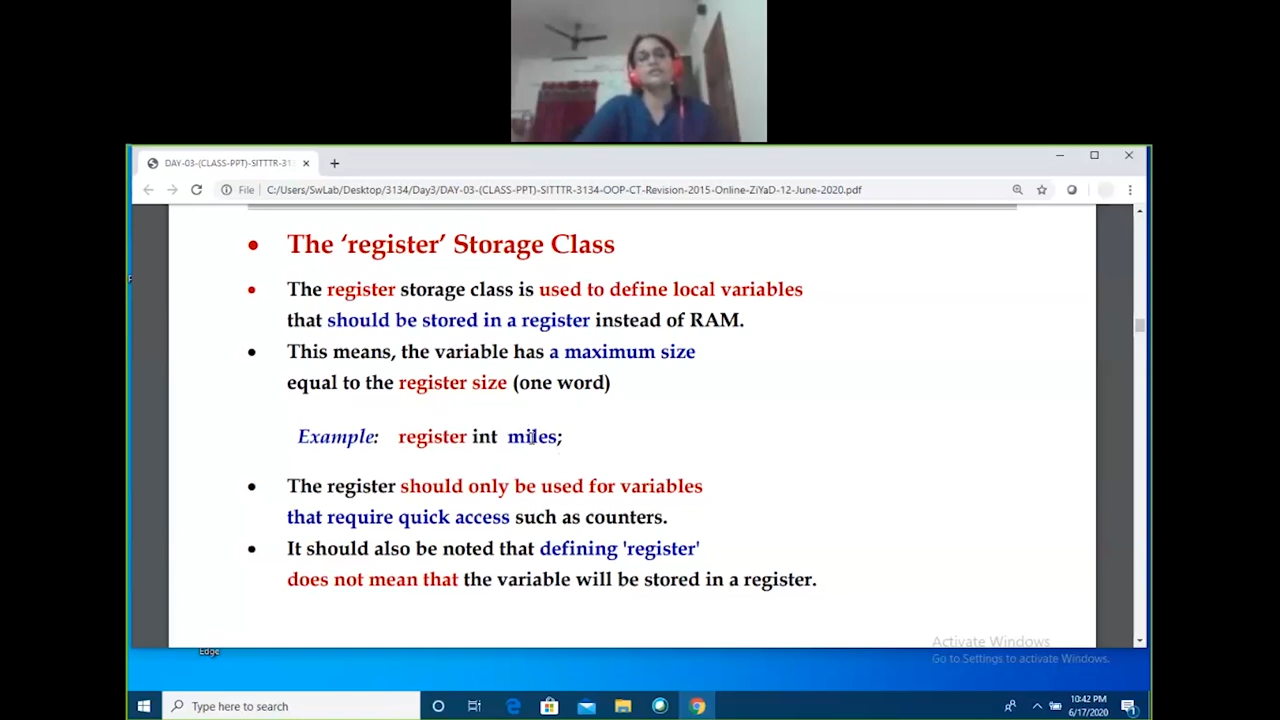 DAY-03-(CLASS-PPT)-SITTTR-313
File C:/Users/SwLab/Desktop/3134/Day3/DAY-03-(CLASS-PPT)-SITTTR-3134-OOP-CT-Revision-2015-Online-ZiYaD-12-June-2020.pdf
• The ‘register’ Storage Class
• The register storage class is used to define local variables
that should be stored in a register instead of RAM.
• This means, the variable has a maximum size
equal to the register size (one word)
Example: register int miles;
• The register should only be used for variables
that require quick access such as counters.
• It should also be noted that defining 'register'
does not mean that the variable will be stored in a register.
Activate Windows
Go to Settings to activate Windows.
Edge
Type here to search
10:42 PM
6/17/2020